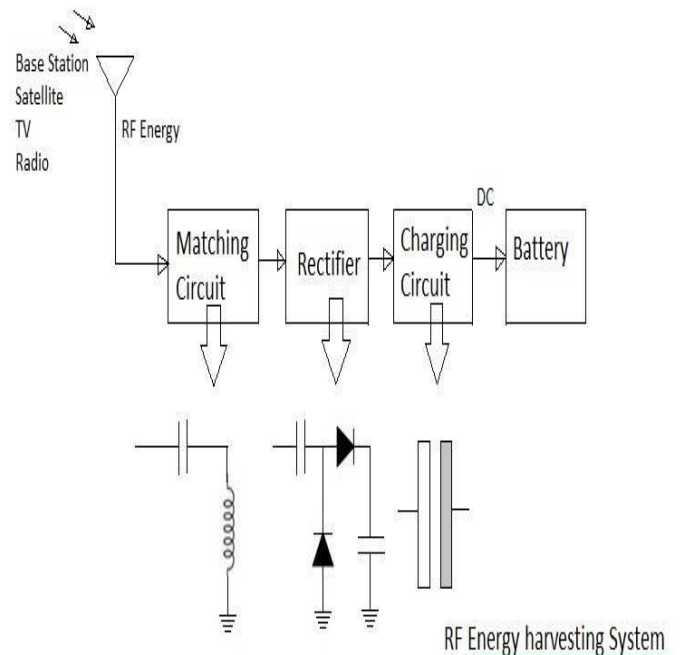 Base Station
Satellite
TV
Radio
RF Energy
Matching
Circuit
Rectifier
Charging
Circuit
DC
Battery
RF Energy harvesting System